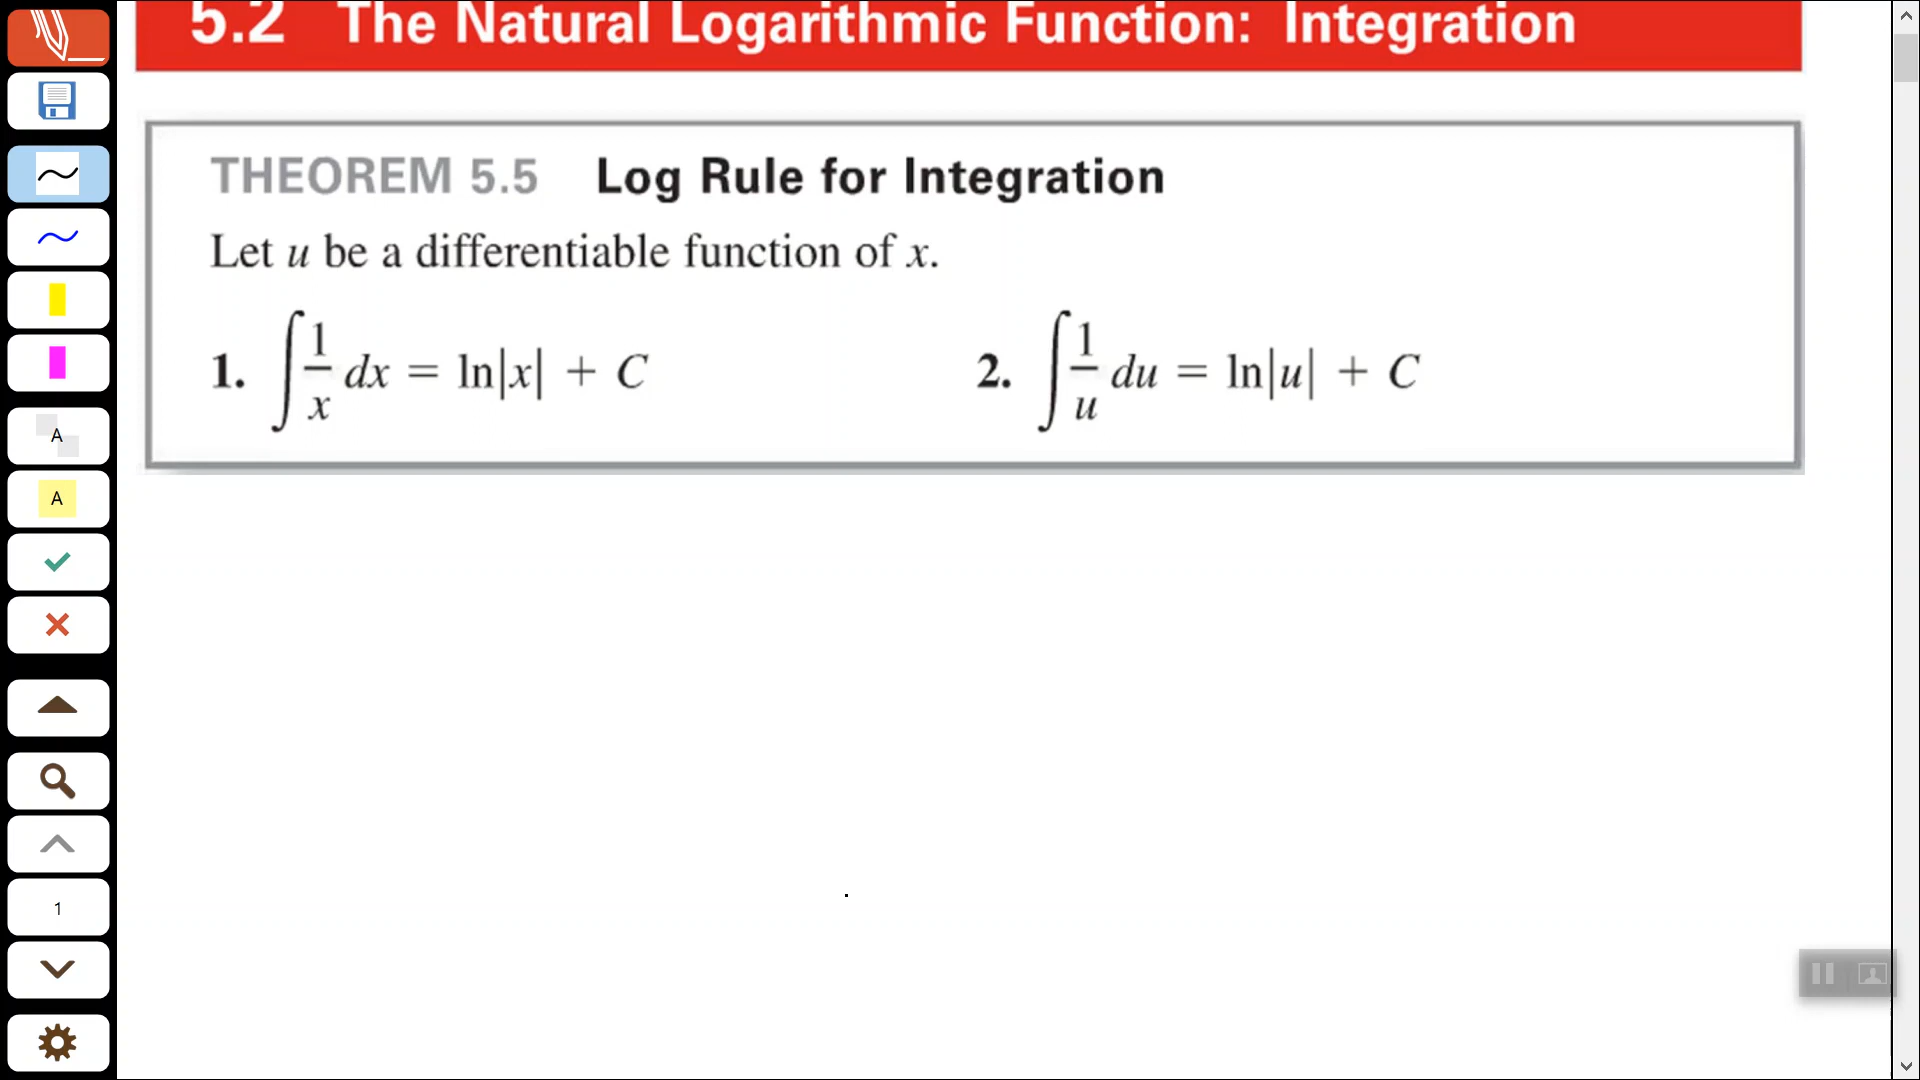 5.2 The Natural Logarithmic Function: Integration
THEOREM 5.5 Log Rule for Integration
Let u be a differentiable function of x.
1. ∫ 1/x dx = ln|x| + C 2. ∫ 1/u du = ln|u| + C
A
A
1